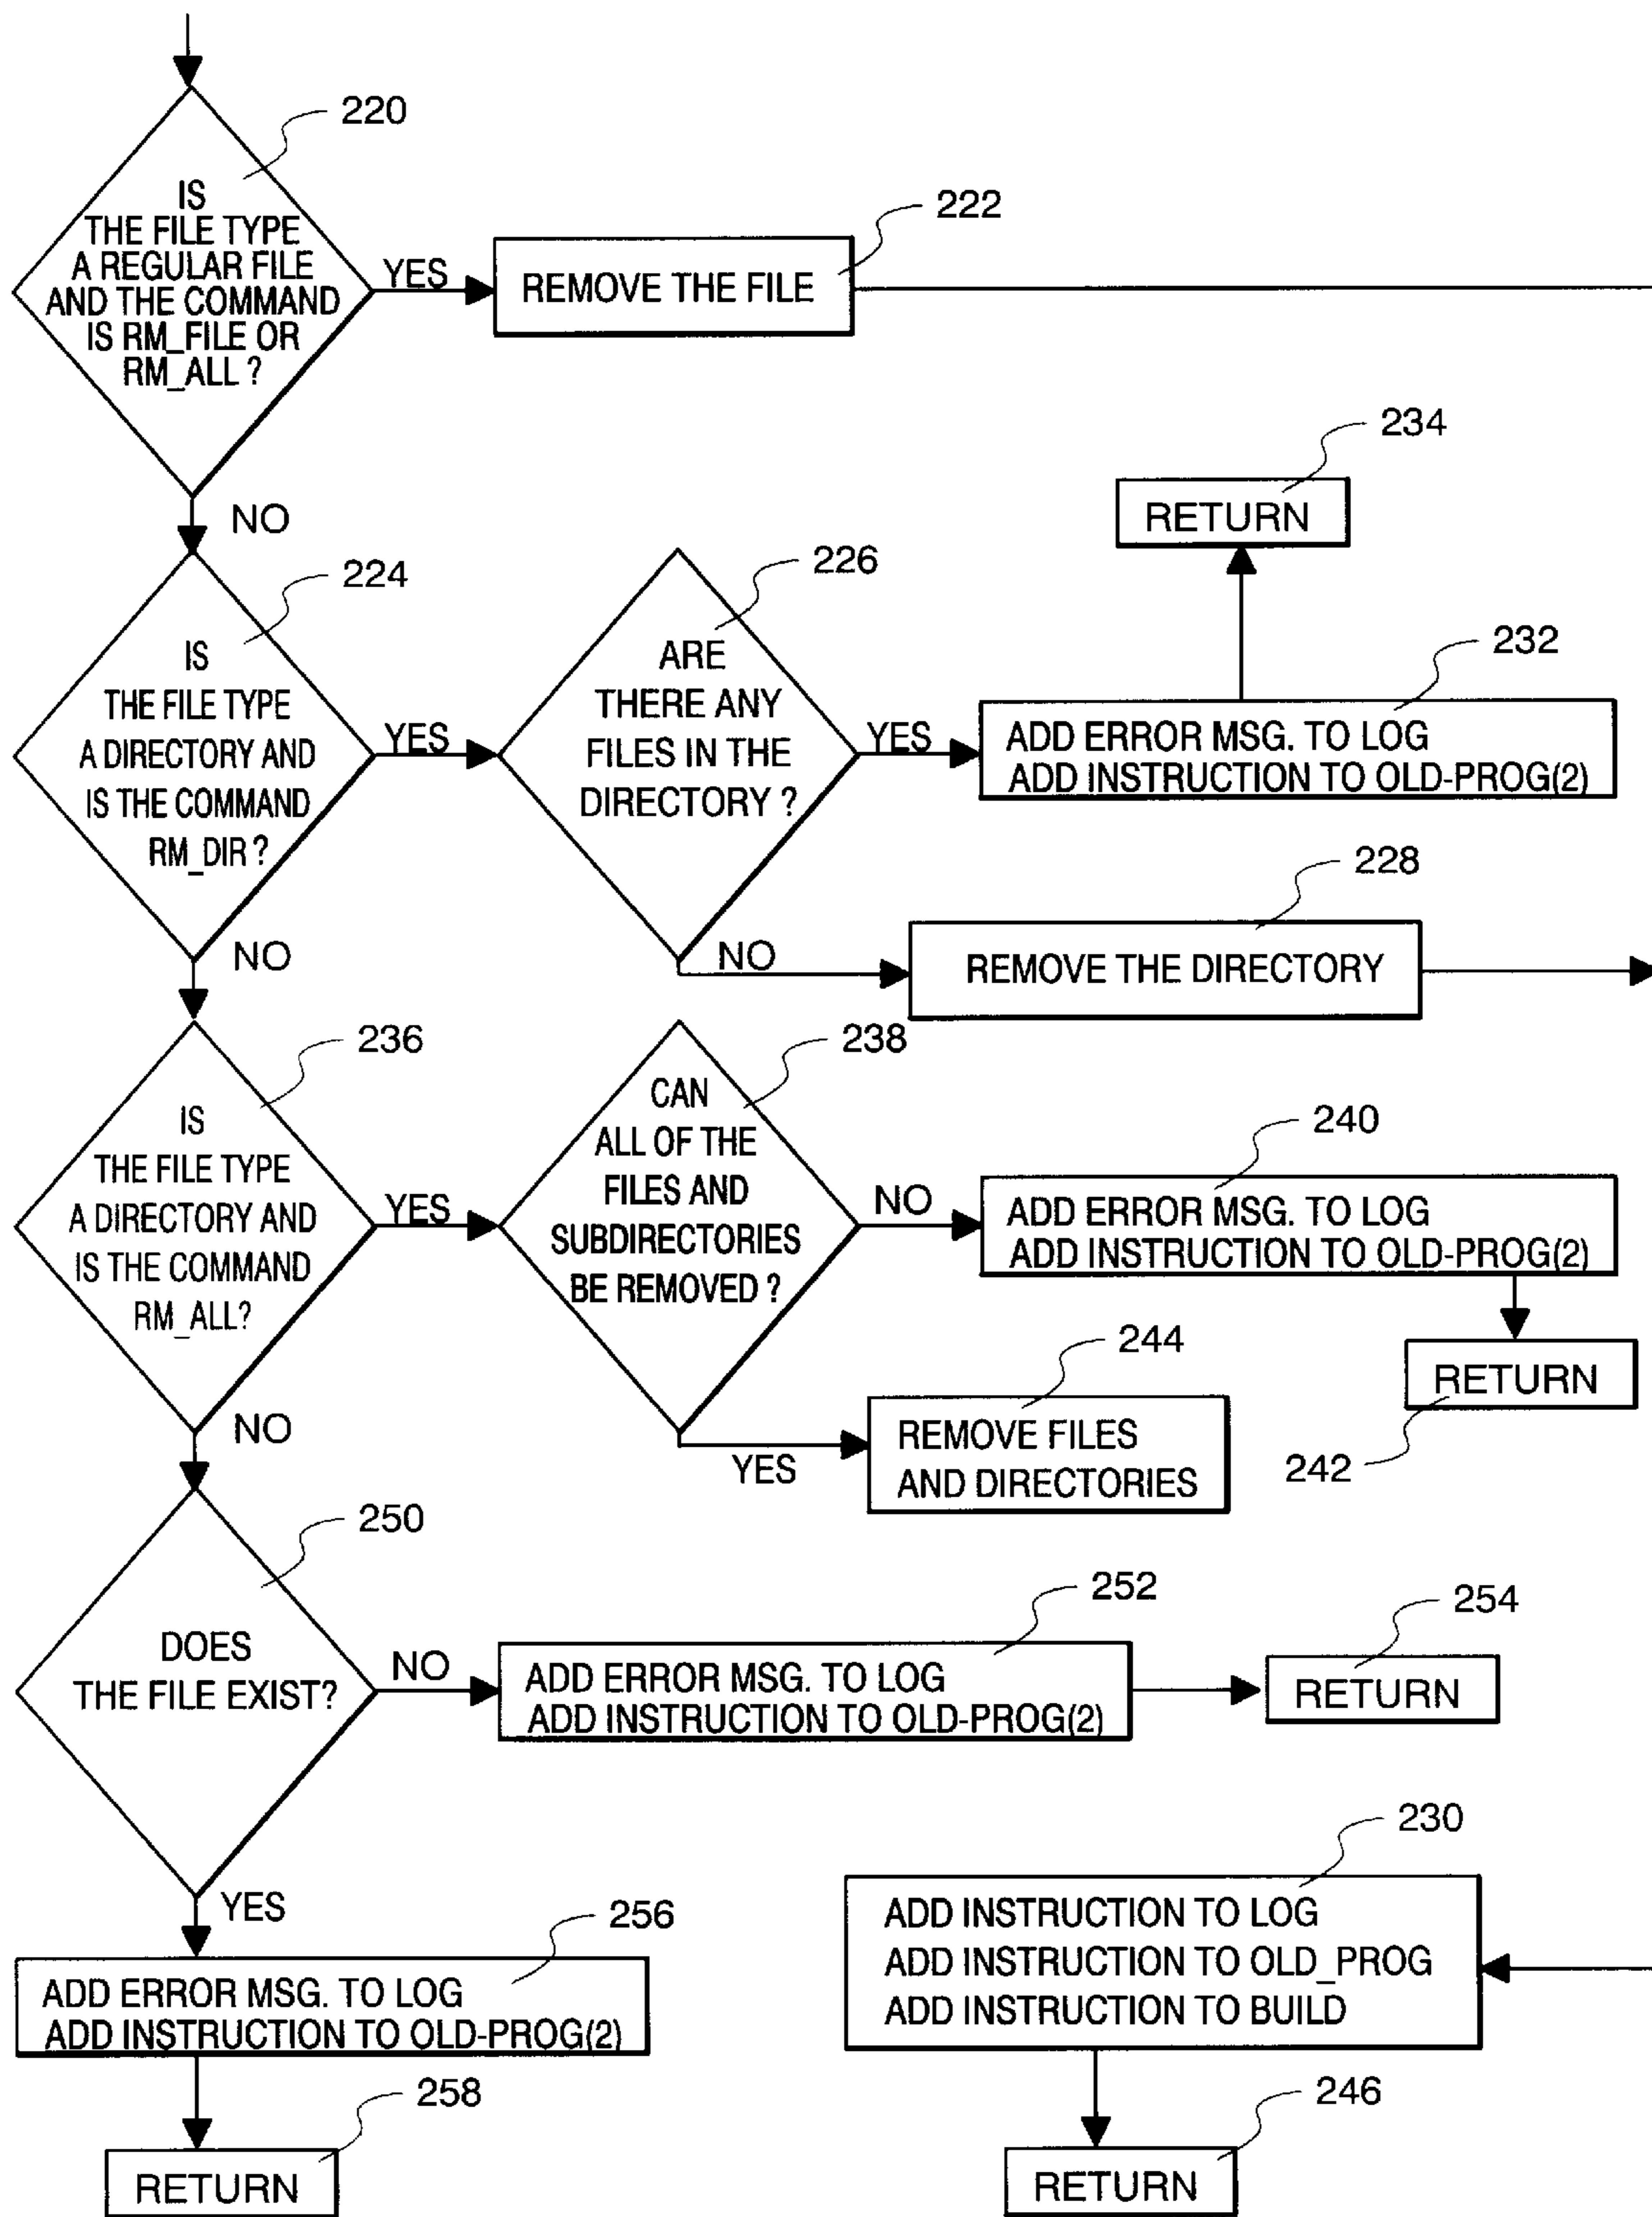 220
IS
THE FILE TYPE
A REGULAR FILE
AND THE COMMAND
IS RM_FILE OR
RM_ALL ?
YES
222
REMOVE THE FILE
NO
234
RETURN
224
IS
THE FILE TYPE
A DIRECTORY AND
IS THE COMMAND
RM_DIR ?
YES
226
ARE
THERE ANY
FILES IN THE
DIRECTORY ?
YES
232
ADD ERROR MSG. TO LOG
ADD INSTRUCTION TO OLD-PROG(2)
NO
NO
228
REMOVE THE DIRECTORY
236
IS
THE FILE TYPE
A DIRECTORY AND
IS THE COMMAND
RM_ALL?
YES
238
CAN
ALL OF THE
FILES AND
SUBDIRECTORIES
BE REMOVED ?
NO
240
ADD ERROR MSG. TO LOG
ADD INSTRUCTION TO OLD-PROG(2)
RETURN
242
NO
YES
244
REMOVE FILES
AND DIRECTORIES
250
DOES
THE FILE EXIST?
NO
252
ADD ERROR MSG. TO LOG
ADD INSTRUCTION TO OLD-PROG(2)
254
RETURN
YES
256
ADD ERROR MSG. TO LOG
ADD INSTRUCTION TO OLD-PROG(2)
258
RETURN
230
ADD INSTRUCTION TO LOG
ADD INSTRUCTION TO OLD_PROG
ADD INSTRUCTION TO BUILD
246
RETURN